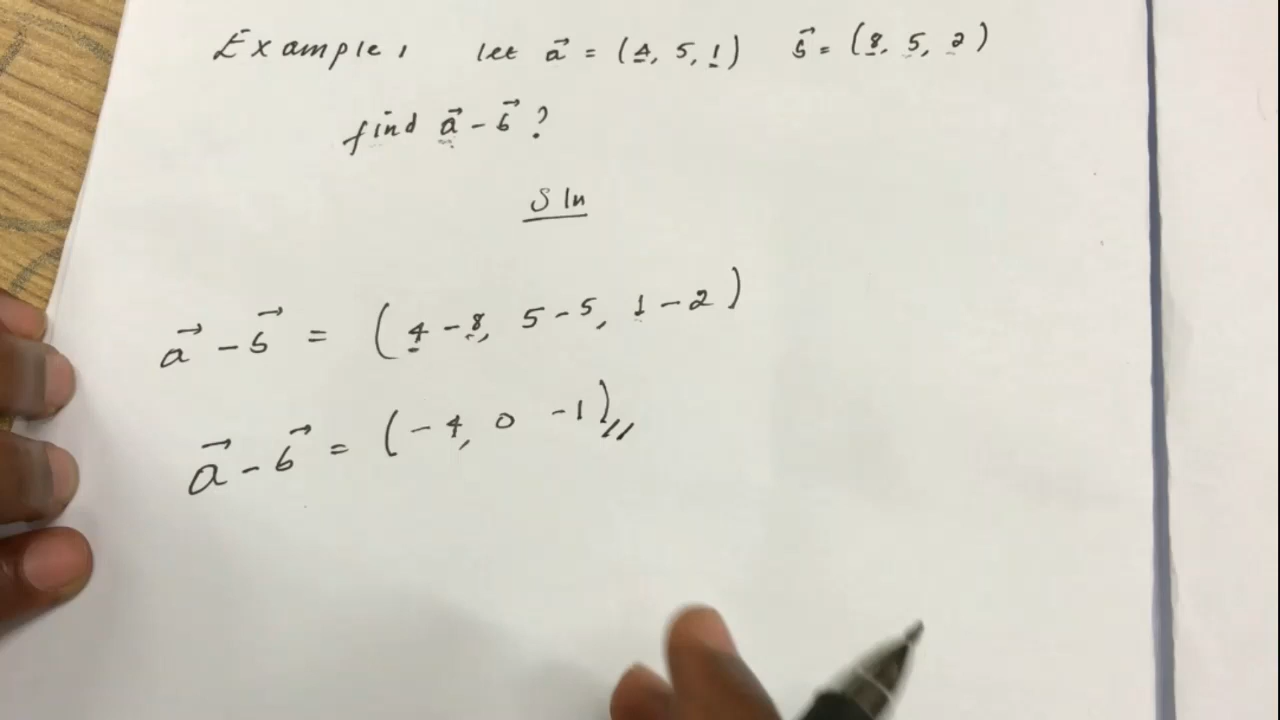 Example 1 let a⃗ = (4, 5, 1) b⃗ = (8, 5, 2)
find a⃗ - b⃗ ?
Sln
a⃗ - b⃗ = (4 - 8, 5 - 5, 1 - 2)
a⃗ - b⃗ = (-4, 0 -1)//